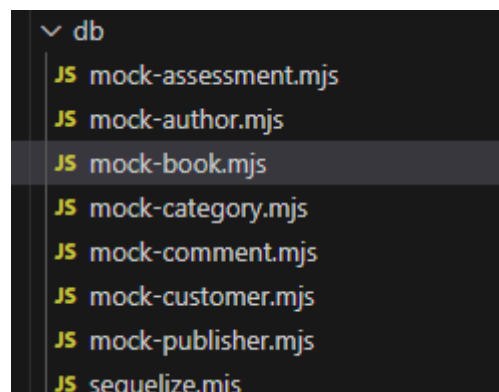 db
JS mock-assessment.mjs
JS mock-author.mjs
JS mock-book.mjs
JS mock-category.mjs
JS mock-comment.mjs
JS mock-customer.mjs
JS mock-publisher.mjs
JS sequelize.mjs